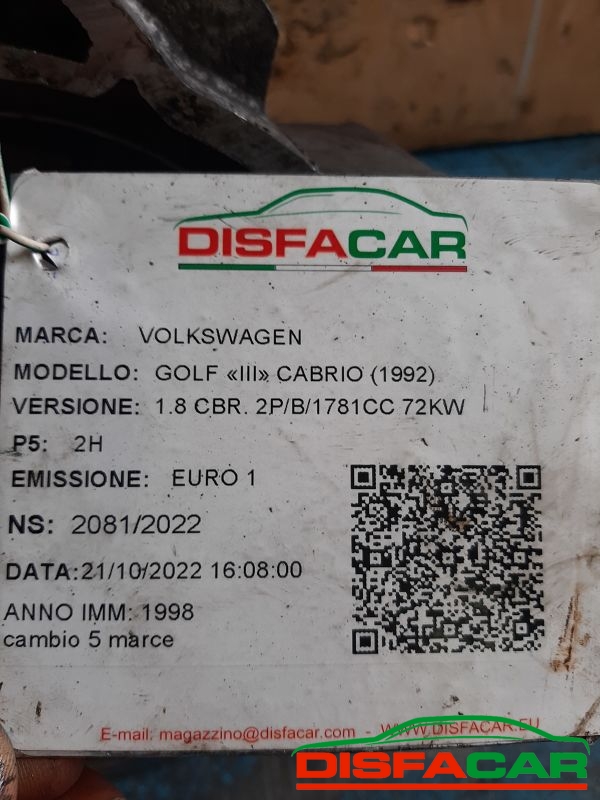 DISFACAR
MARCA: VOLKSWAGEN
MODELLO: GOLF «III» CABRIO (1992)
VERSIONE: 1.8 CBR. 2P/B/1781CC 72KW
P5: 2H
EMISSIONE: EURO 1
NS: 2081/2022
DATA:21/10/2022 16:08:00
ANNO IMM: 1998
cambio 5 marce
E-mail: magazzino@disfacar.com - WWW.DISFACAR.EU
DISFACAR